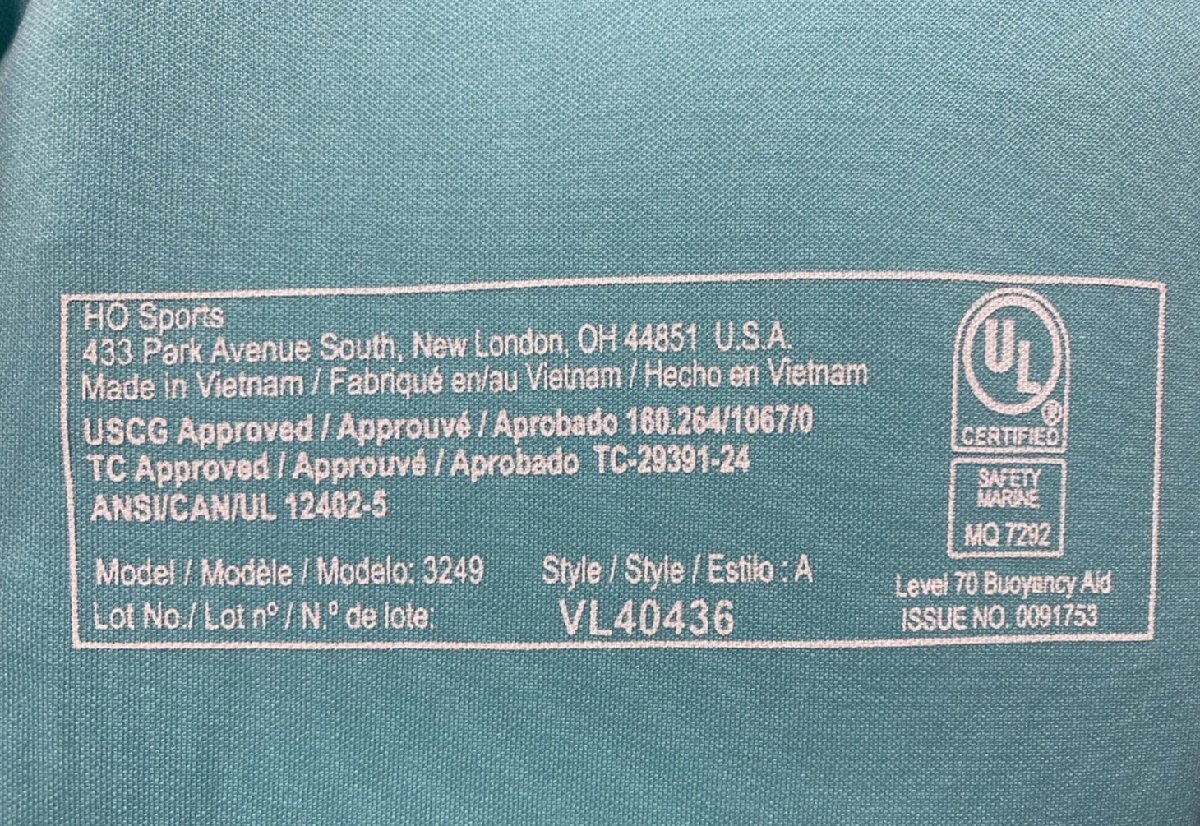 HO Sports
433 Park Avenue South, New London, OH 44851 U.S.A.
Made in Vietnam / Fabriqué en/au Vietnam / Hecho en Vietnam
USCG Approved / Approuvé / Aprobado 160.264/1067/0
TC Approved / Approuvé / Aprobado TC-29391-24
ANSI/CAN/UL 12402-5
Model / Modèle / Modelo: 3249 Style / Style / Estilo : A
Lot No./ Lot nº / N.º de lote: VL40436
UL ®
CERTIFIED
SAFETY
MARINE
MQ 7292
Level 70 Buoyancy Aid
ISSUE NO. 0091753